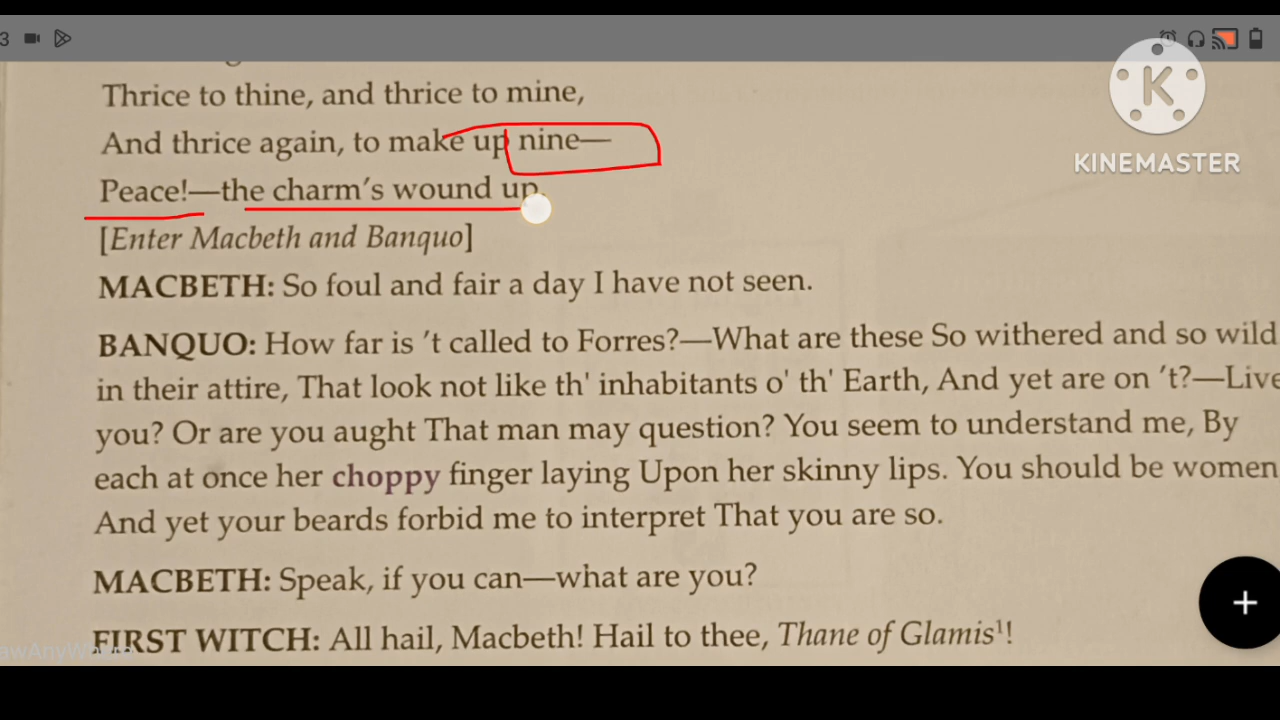 3
KINEMASTER
Thrice to thine, and thrice to mine,
And thrice again, to make up nine—
Peace!—the charm's wound up.
[Enter Macbeth and Banquo]
MACBETH: So foul and fair a day I have not seen.
BANQUO: How far is 't called to Forres?—What are these So withered and so wild
in their attire, That look not like th' inhabitants o' th' Earth, And yet are on 't?—Live
you? Or are you aught That man may question? You seem to understand me, By
each at once her choppy finger laying Upon her skinny lips. You should be women
And yet your beards forbid me to interpret That you are so.
MACBETH: Speak, if you can—what are you?
FIRST WITCH: All hail, Macbeth! Hail to thee, Thane of Glamis¹!